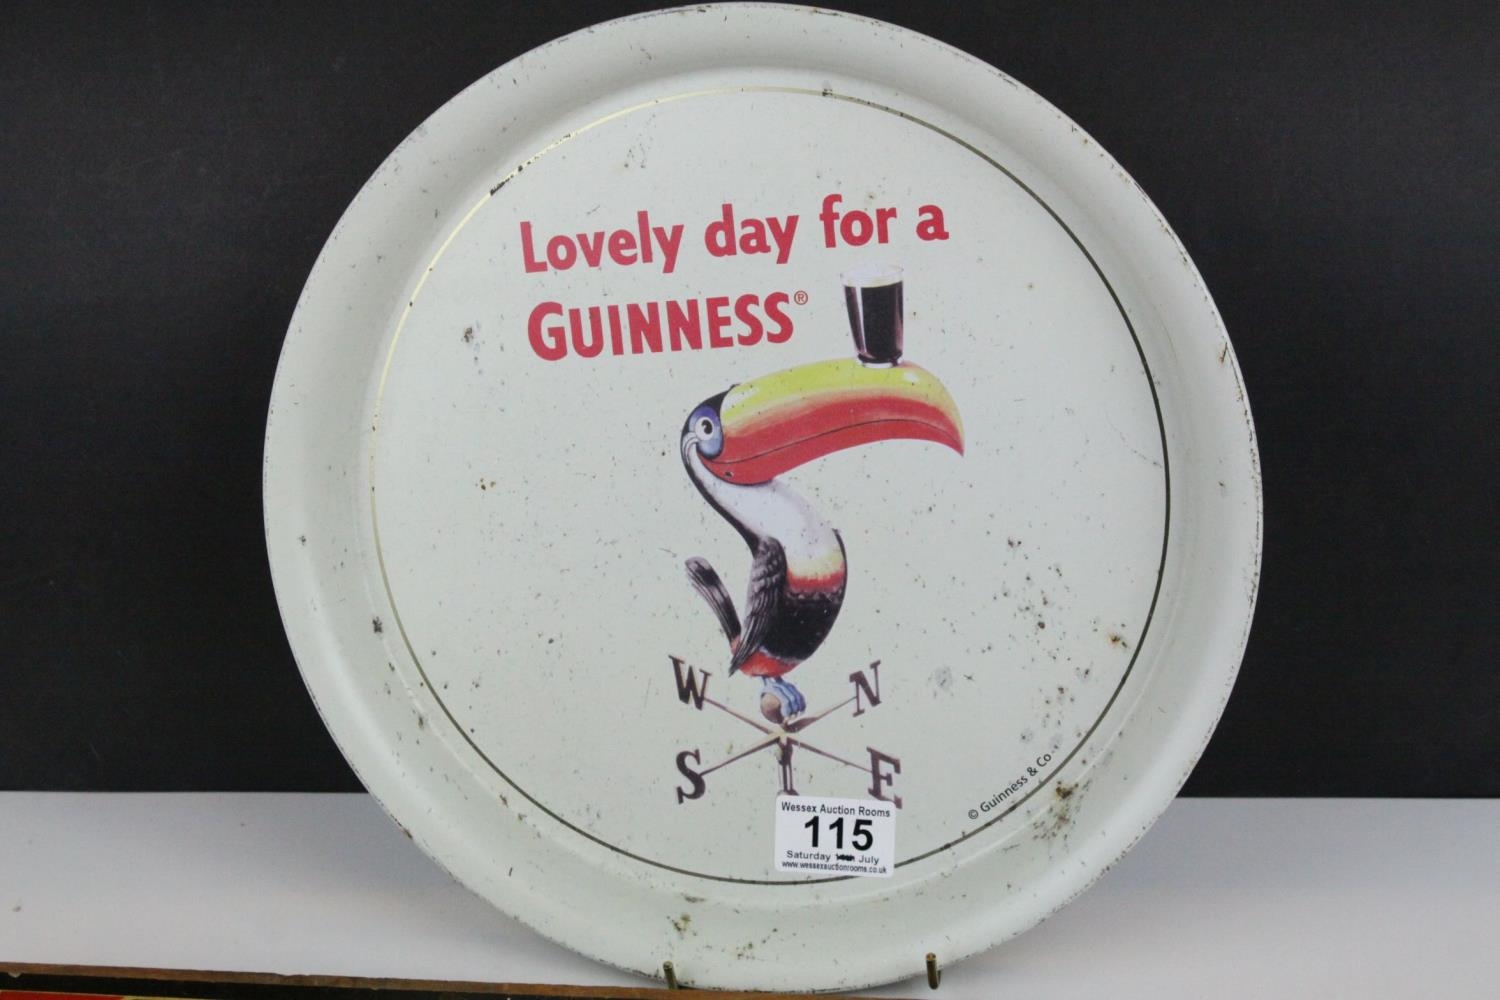 Lovely day for a
GUINNESS®
W N
S E
© Guinness & Co
Wessex Auction Rooms
115
Saturday July
www.wessexauctionrooms.co.uk